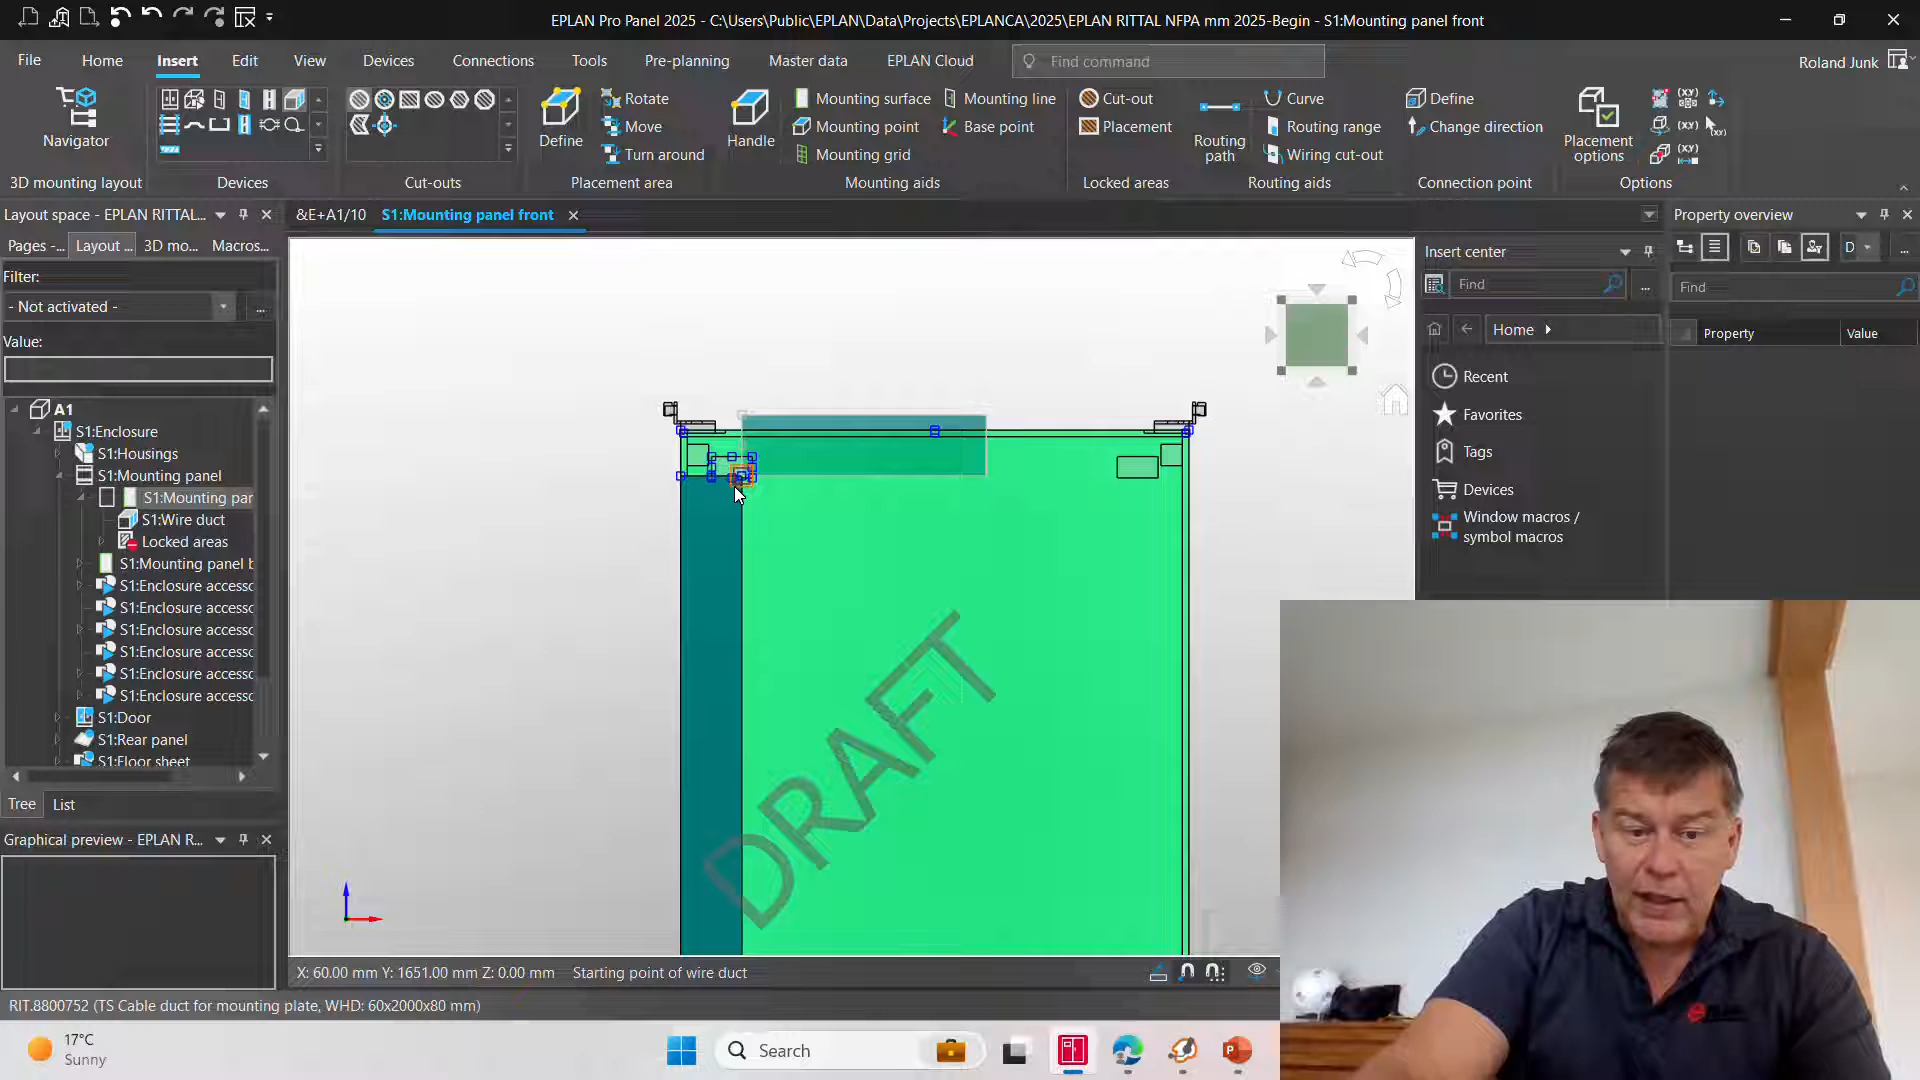 EPLAN Pro Panel 2025 - C:\Users\Public\EPLAN\Data\Projects\EPLANCA\2025\EPLAN RITTAL NFPA mm 2025-Begin - S1:Mounting panel front
File Home Insert Edit View Devices Connections Tools Pre-planning Master data EPLAN Cloud Find command Roland Junk
Navigator
3D mounting layout
Devices
Cut-outs
Define
Rotate
Move
Turn around
Placement area
Handle
Mounting surface
Mounting point
Mounting grid
Mounting line
Base point
Mounting aids
Cut-out
Placement
Locked areas
Routing path
Curve
Routing range
Wiring cut-out
Routing aids
Define
Change direction
Connection point
Placement options
Options
Layout space - EPLAN RITTAL...
Pages -... Layout ... 3D mo... Macros...
Filter:
- Not activated -
...
Value:
A1
S1:Enclosure
S1:Housings
S1:Mounting panel
S1:Mounting par
S1:Wire duct
Locked areas
S1:Mounting panel b
S1:Enclosure accesso
S1:Enclosure accesso
S1:Enclosure accesso
S1:Enclosure accesso
S1:Enclosure accesso
S1:Enclosure accesso
S1:Door
S1:Rear panel
S1:Floor sheet
Tree List
Graphical preview - EPLAN R...
&E+A1/10 S1:Mounting panel front
DRAFT
X: 60.00 mm Y: 1651.00 mm Z: 0.00 mm Starting point of wire duct
RIT.8800752 (TS Cable duct for mounting plate, WHD: 60x2000x80 mm)
Insert center
Find
...
Home
Recent
Favorites
Tags
Devices
Window macros /
symbol macros
Property overview
D
...
Find
Property Value
17°C
Sunny
Search